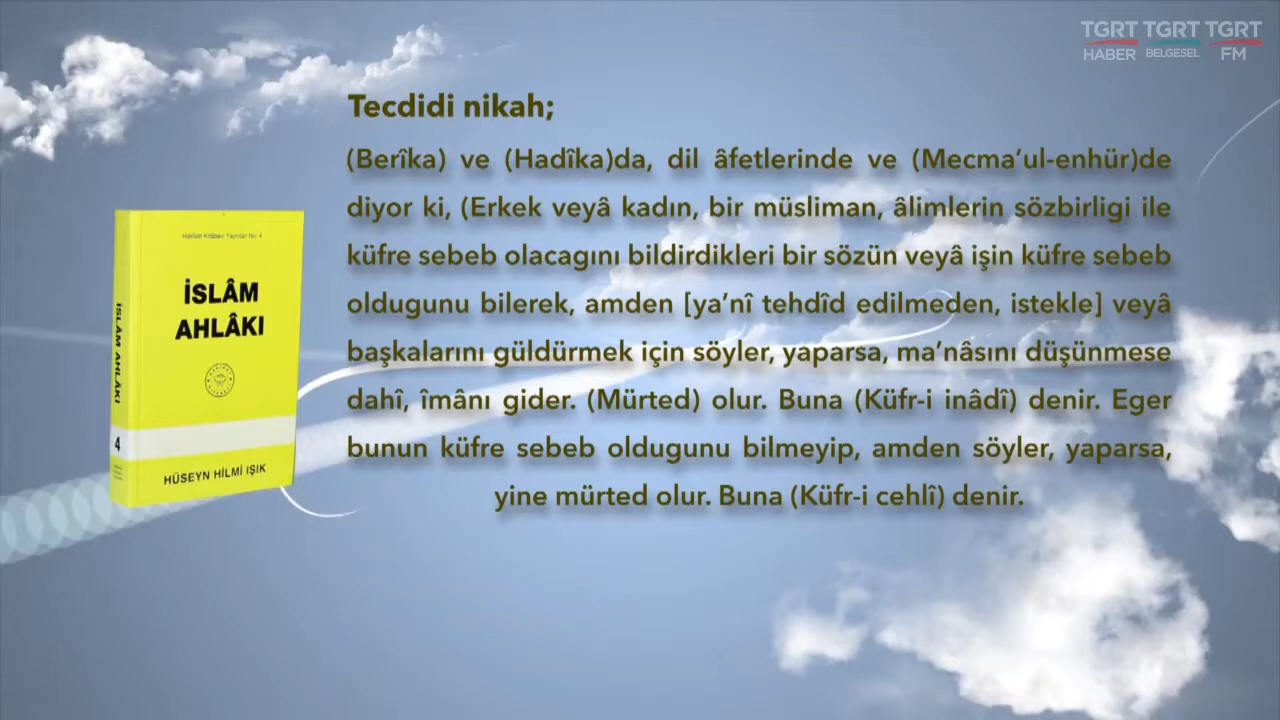 TGRT TGRT TGRT
HABER BELGESEL FM
Tecdidi nikah;
(Berîka) ve (Hadîka)da, dil âfetlerinde ve (Mecma’ul-enhür)de
diyor ki, (Erkek veyâ kadın, bir müsliman, âlimlerin sözbirligi ile
küfre sebeb olacagını bildirdikleri bir sözün veyâ işin küfre sebeb
oldugunu bilerek, amden [ya’nî tehdîd edilmeden, istekle] veyâ
başkalarını güldürmek için söyler, yaparsa, ma’nâsını düşünmese
dahî, îmânı gider. (Mürted) olur. Buna (Küfr-i inâdî) denir. Eger
bunun küfre sebeb oldugunu bilmeyip, amden söyler, yaparsa,
yine mürted olur. Buna (Küfr-i cehlî) denir.
İSLÂM
AHLÂKI
HÜSEYN HİLMİ IŞIK
İSLÂM AHLÂKI
4